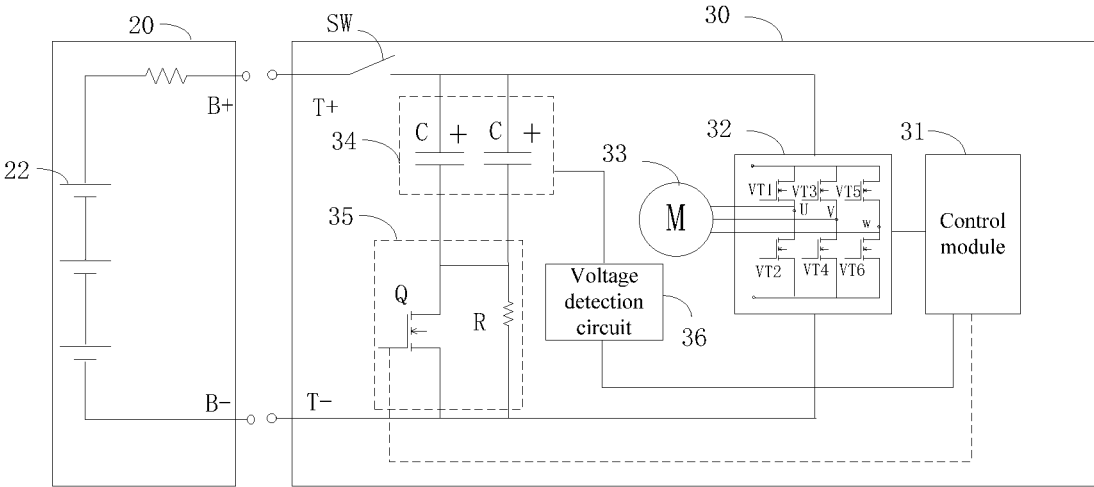 20
SW
30
B+
T+
C
+
C
+
34
32
31
22
33
VT1
VT3
VT5
M
U
V
w
Control
module
35
VT2
VT4
VT6
Q
R
Voltage
detection
circuit
36
B-
T-